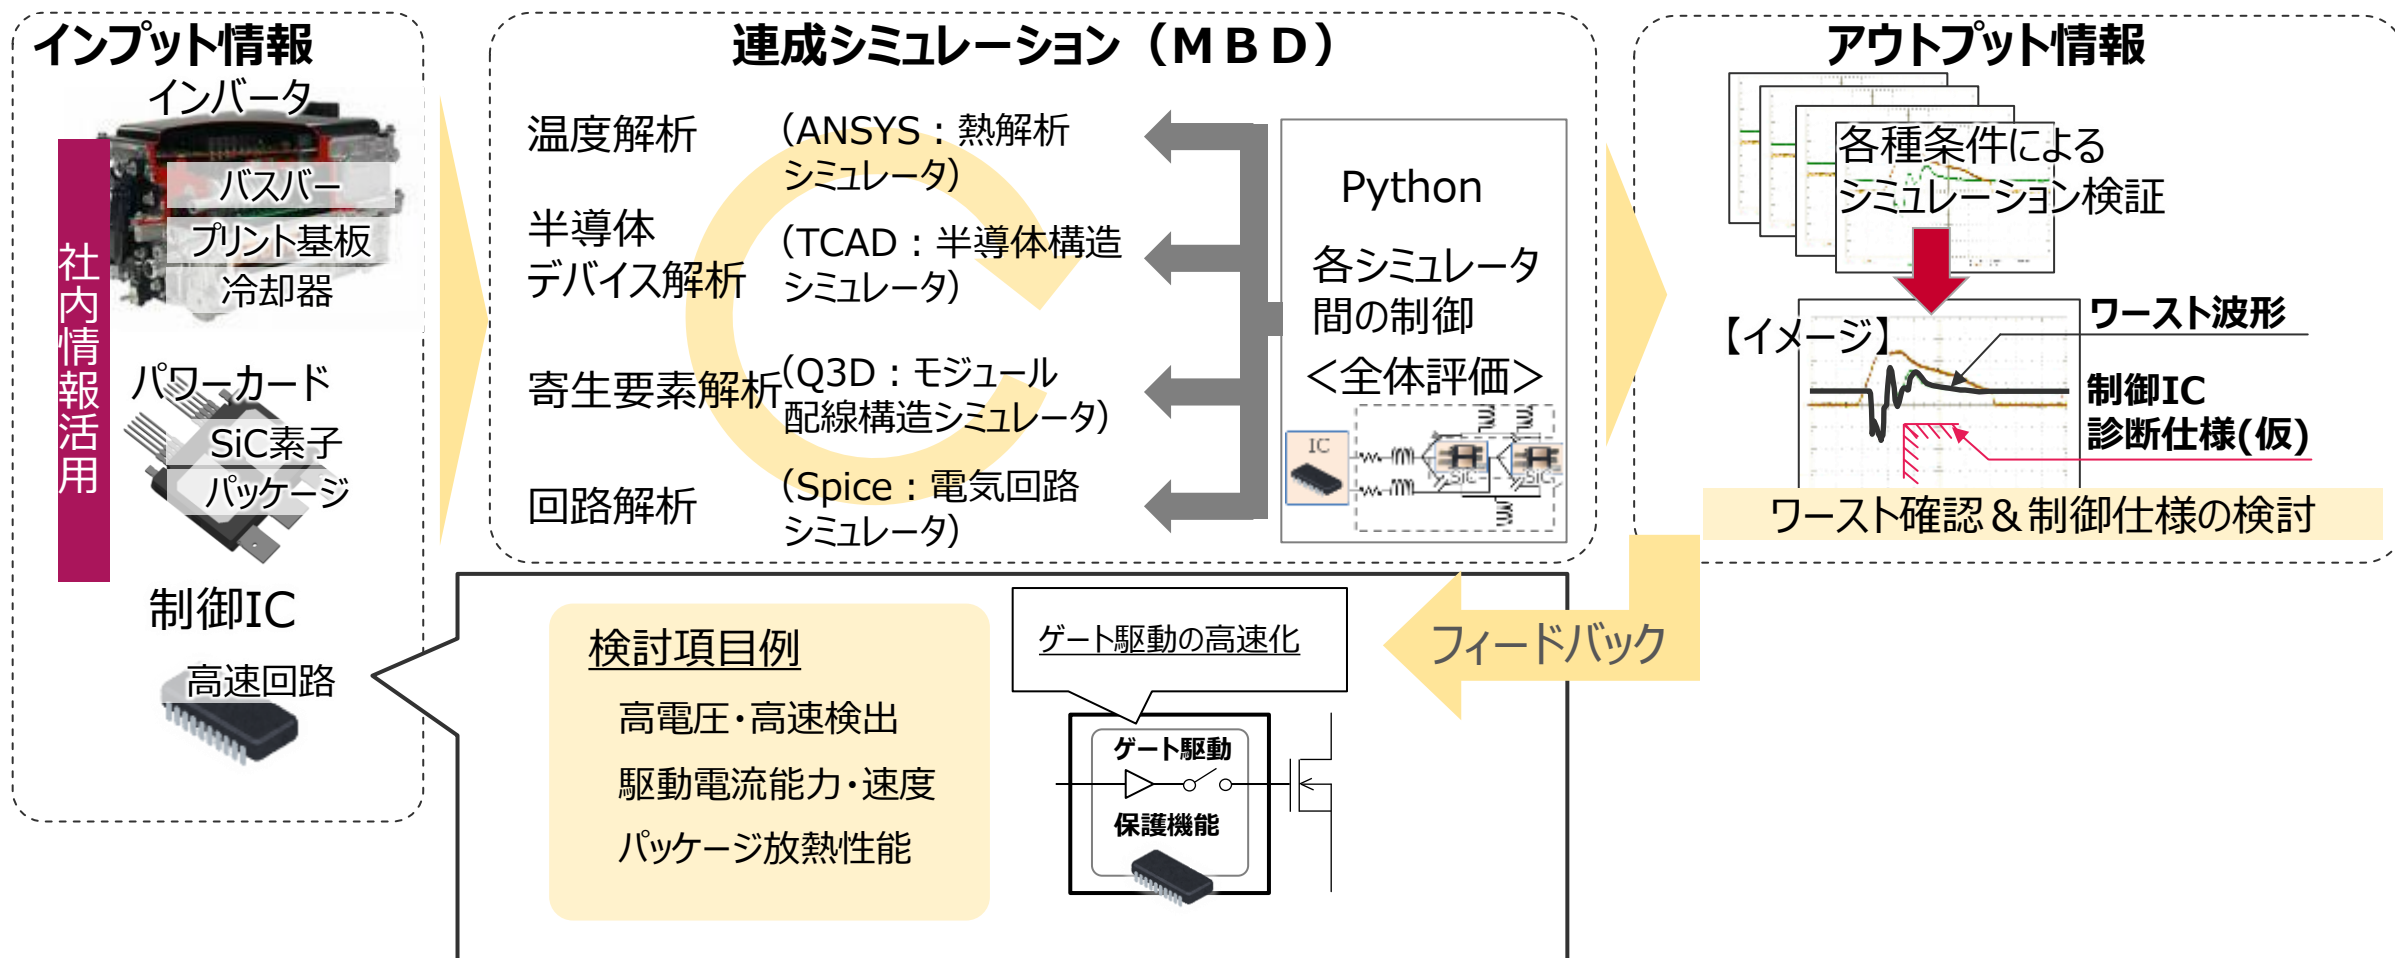 インプット情報
インバータ
バスバー
プリント基板
冷却器
社内情報活用
パワーカード
SiC素子
パッケージ
制御IC
高速回路
連成シミュレーション（ＭＢＤ）
温度解析
（ANSYS：熱解析
シミュレータ）
半導体
デバイス解析
（TCAD：半導体構造
シミュレータ）
寄生要素解析
（Q3D：モジュール
配線構造シミュレータ）
回路解析
（Spice：電気回路
シミュレータ）
Python
各シミュレータ
間の制御
＜全体評価＞
IC
SiC
SiC
アウトプット情報
各種条件による
シミュレーション検証
【イメージ】
ワースト波形
制御IC
診断仕様(仮)
ワースト確認＆制御仕様の検討
フィードバック
検討項目例
高電圧・高速検出
駆動電流能力・速度
パッケージ放熱性能
ゲート駆動の高速化
ゲート駆動
保護機能